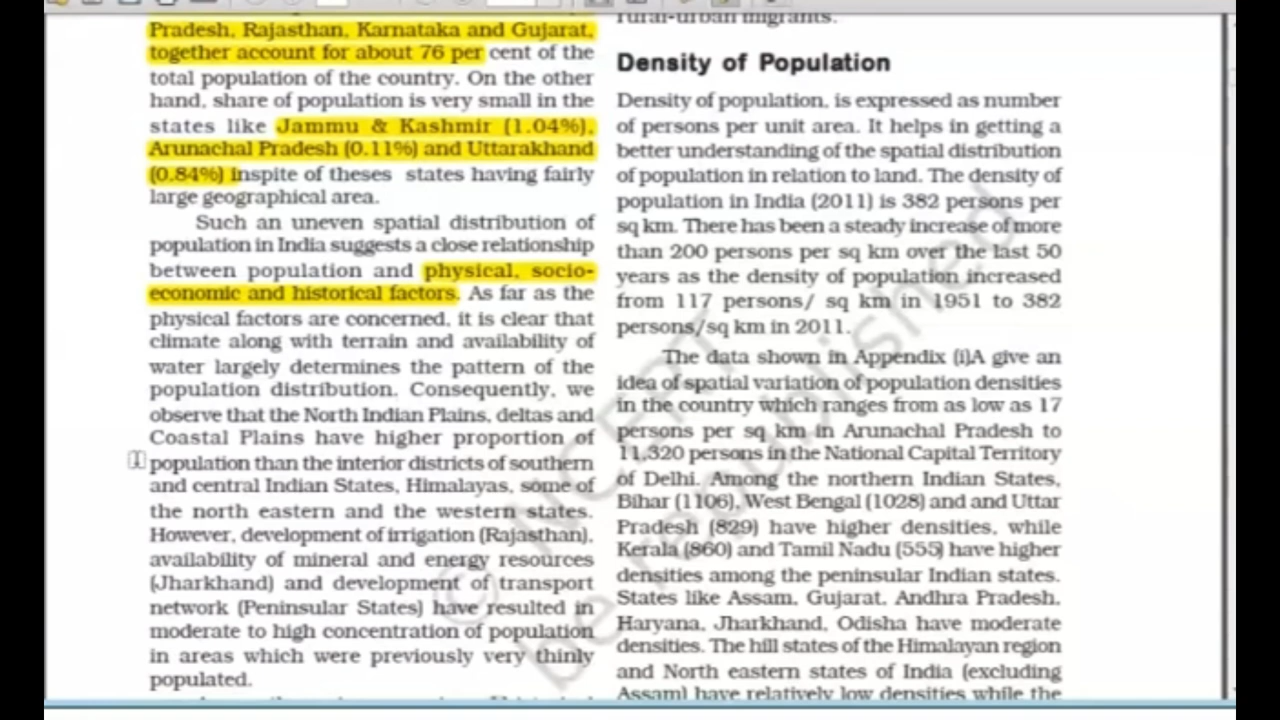 Pradesh, Rajasthan, Karnataka and Gujarat,
together account for about 76 per cent of the
total population of the country. On the other
hand, share of population is very small in the
states like Jammu & Kashmir (1.04%),
Arunachal Pradesh (0.11%) and Uttarakhand
(0.84%) inspite of theses states having fairly
large geographical area.
Such an uneven spatial distribution of
population in India suggests a close relationship
between population and physical, socio-
economic and historical factors. As far as the
physical factors are concerned, it is clear that
climate along with terrain and availability of
water largely determines the pattern of the
population distribution. Consequently, we
observe that the North Indian Plains, deltas and
Coastal Plains have higher proportion of
population than the interior districts of southern
and central Indian States, Himalayas, some of
the north eastern and the western states.
However, development of irrigation (Rajasthan),
availability of mineral and energy resources
(Jharkhand) and development of transport
network (Peninsular States) have resulted in
moderate to high concentration of population
in areas which were previously very thinly
populated.
rural-urban migrants.
Density of Population
Density of population, is expressed as number
of persons per unit area. It helps in getting a
better understanding of the spatial distribution
of population in relation to land. The density of
population in India (2011) is 382 persons per
sq km. There has been a steady increase of more
than 200 persons per sq km over the last 50
years as the density of population increased
from 117 persons/ sq km in 1951 to 382
persons/sq km in 2011.
The data shown in Appendix (i)A give an
idea of spatial variation of population densities
in the country which ranges from as low as 17
persons per sq km in Arunachal Pradesh to
11,320 persons in the National Capital Territory
of Delhi. Among the northern Indian States,
Bihar (1106), West Bengal (1028) and and Uttar
Pradesh (829) have higher densities, while
Kerala (860) and Tamil Nadu (555) have higher
densities among the peninsular Indian states.
States like Assam, Gujarat, Andhra Pradesh,
Haryana, Jharkhand, Odisha have moderate
densities. The hill states of the Himalayan region
and North eastern states of India (excluding
Assam) have relatively low densities while the
© NCERT
be republished